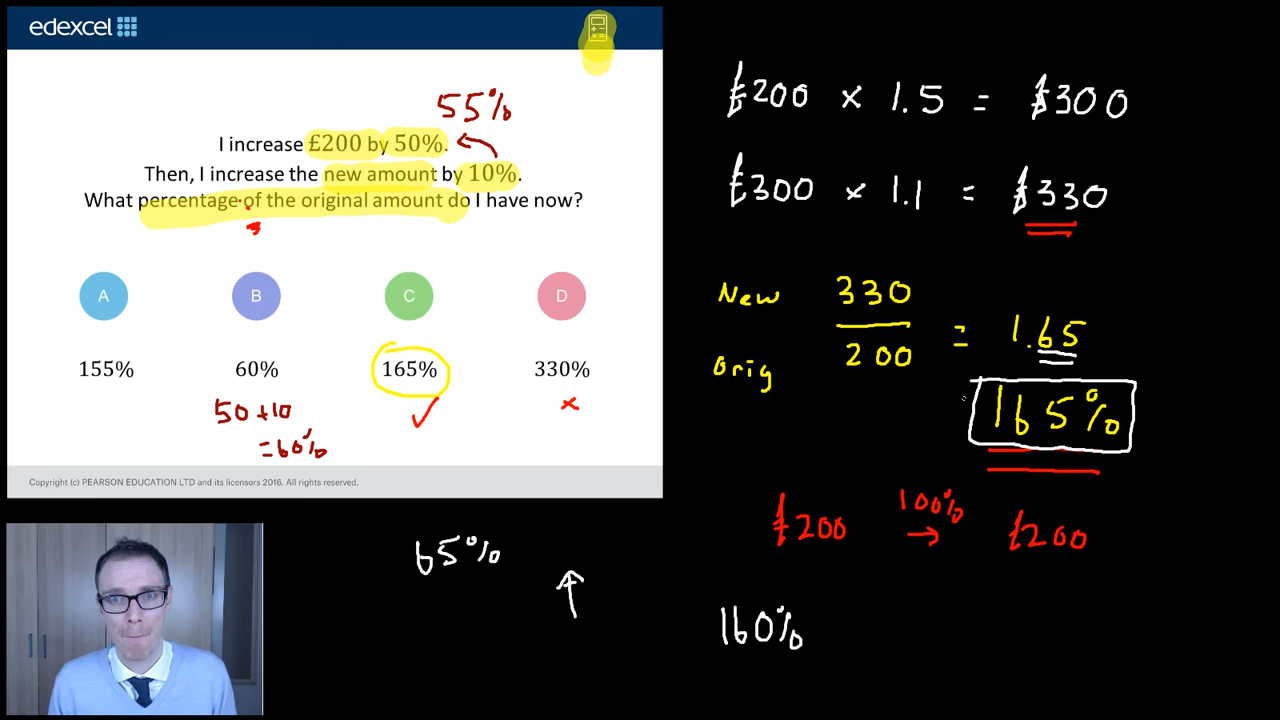 edexcel
55%
I increase £200 by 50%.
Then, I increase the new amount by 10%.
What percentage of the original amount do I have now?
A B C D
155% 60% 165% 330%
50 + 10
= 60%
Copyright (c) PEARSON EDUCATION LTD and its licensors 2016. All rights reserved.
65%
£200 × 1.5 = £300
£300 × 1.1 = £330
New 330
Orig 200
= 1.65
165%
£200 100% → £200
160%